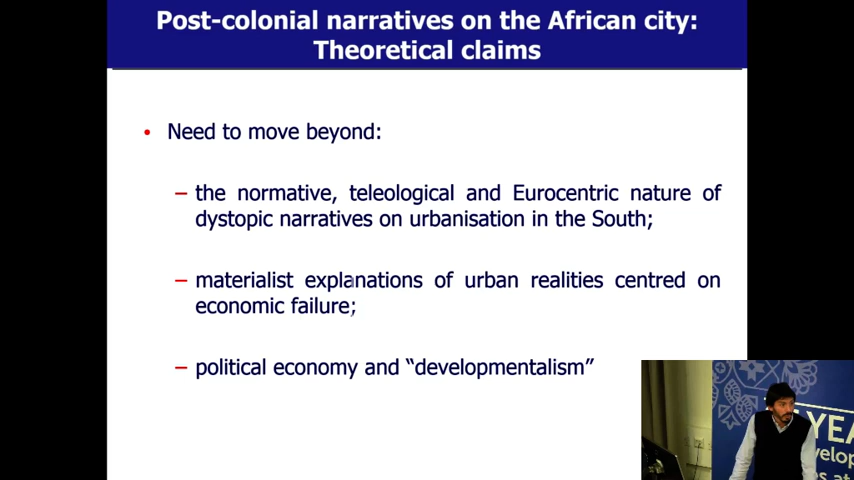 Post-colonial narratives on the African city:
Theoretical claims
• Need to move beyond:
– the normative, teleological and Eurocentric nature of
dystopic narratives on urbanisation in the South;
– materialist explanations of urban realities centred on
economic failure;
– political economy and “developmentalism”